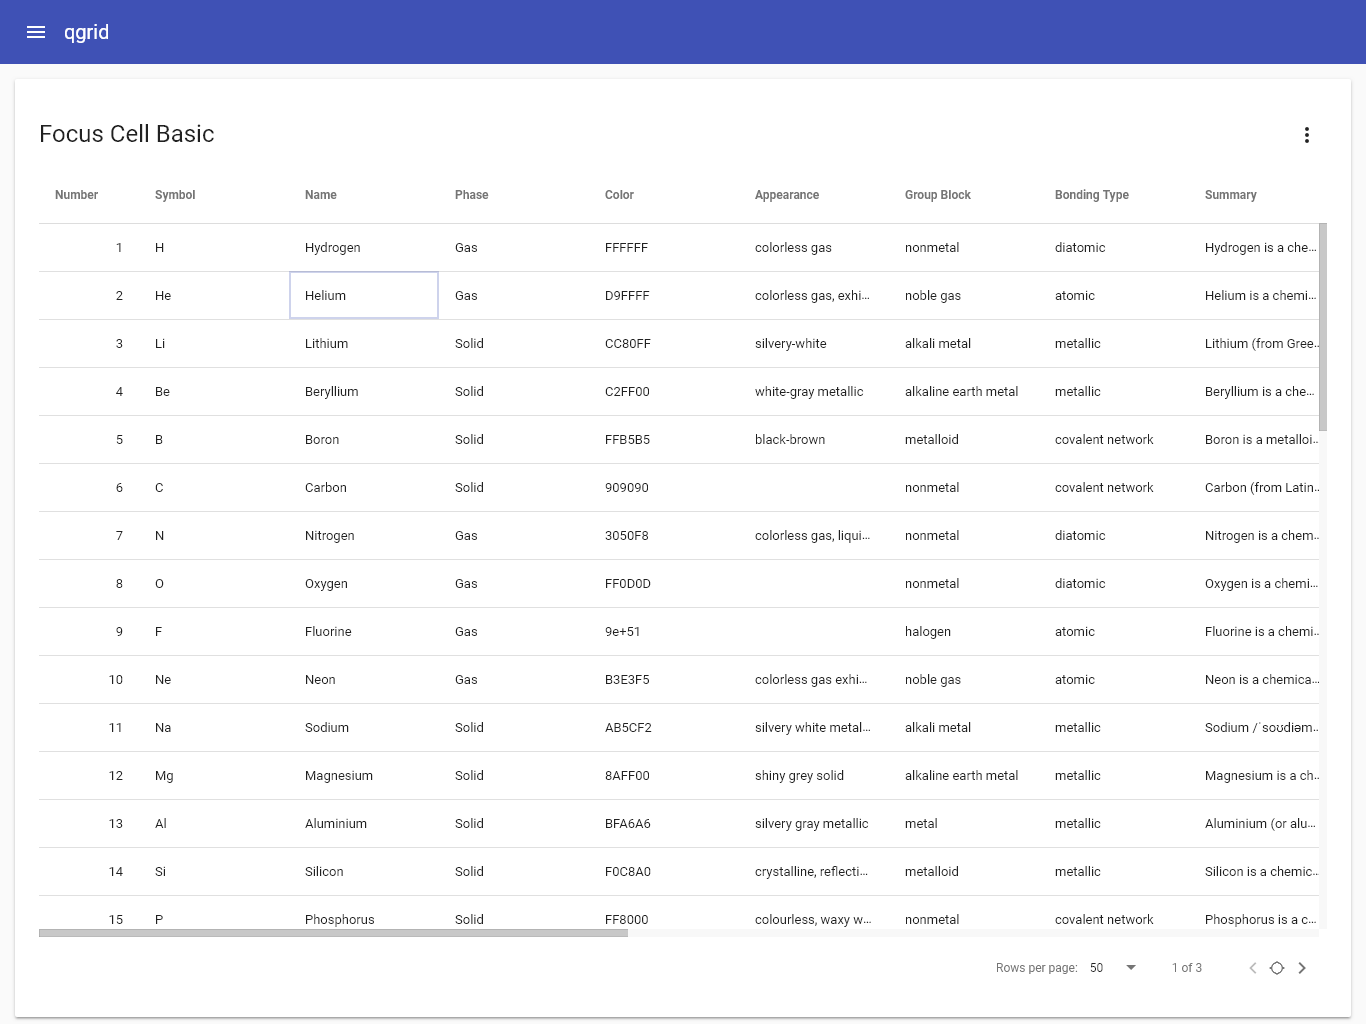 qgrid
Focus Cell Basic
Number Symbol Name Phase Color Appearance Group Block Bonding Type Summary
1 H Hydrogen Gas FFFFFF colorless gas nonmetal diatomic Hydrogen is a che...
2 He Helium Gas D9FFFF colorless gas, exhi... noble gas atomic Helium is a chemi...
3 Li Lithium Solid CC80FF silvery-white alkali metal metallic Lithium (from Gree...
4 Be Beryllium Solid C2FF00 white-gray metallic alkaline earth metal metallic Beryllium is a che...
5 B Boron Solid FFB5B5 black-brown metalloid covalent network Boron is a metalloi...
6 C Carbon Solid 909090 nonmetal covalent network Carbon (from Latin...
7 N Nitrogen Gas 3050F8 colorless gas, liqui... nonmetal diatomic Nitrogen is a chem...
8 O Oxygen Gas FF0D0D nonmetal diatomic Oxygen is a chemi...
9 F Fluorine Gas 9e+51 halogen atomic Fluorine is a chemi...
10 Ne Neon Gas B3E3F5 colorless gas exhi... noble gas atomic Neon is a chemica...
11 Na Sodium Solid AB5CF2 silvery white metal... alkali metal metallic Sodium /ˈsoʊdiəm...
12 Mg Magnesium Solid 8AFF00 shiny grey solid alkaline earth metal metallic Magnesium is a ch...
13 Al Aluminium Solid BFA6A6 silvery gray metallic metal metallic Aluminium (or alu...
14 Si Silicon Solid F0C8A0 crystalline, reflecti... metalloid metallic Silicon is a chemic...
15 P Phosphorus Solid FF8000 colourless, waxy w... nonmetal covalent network Phosphorus is a c...
Rows per page: 50 1 of 3